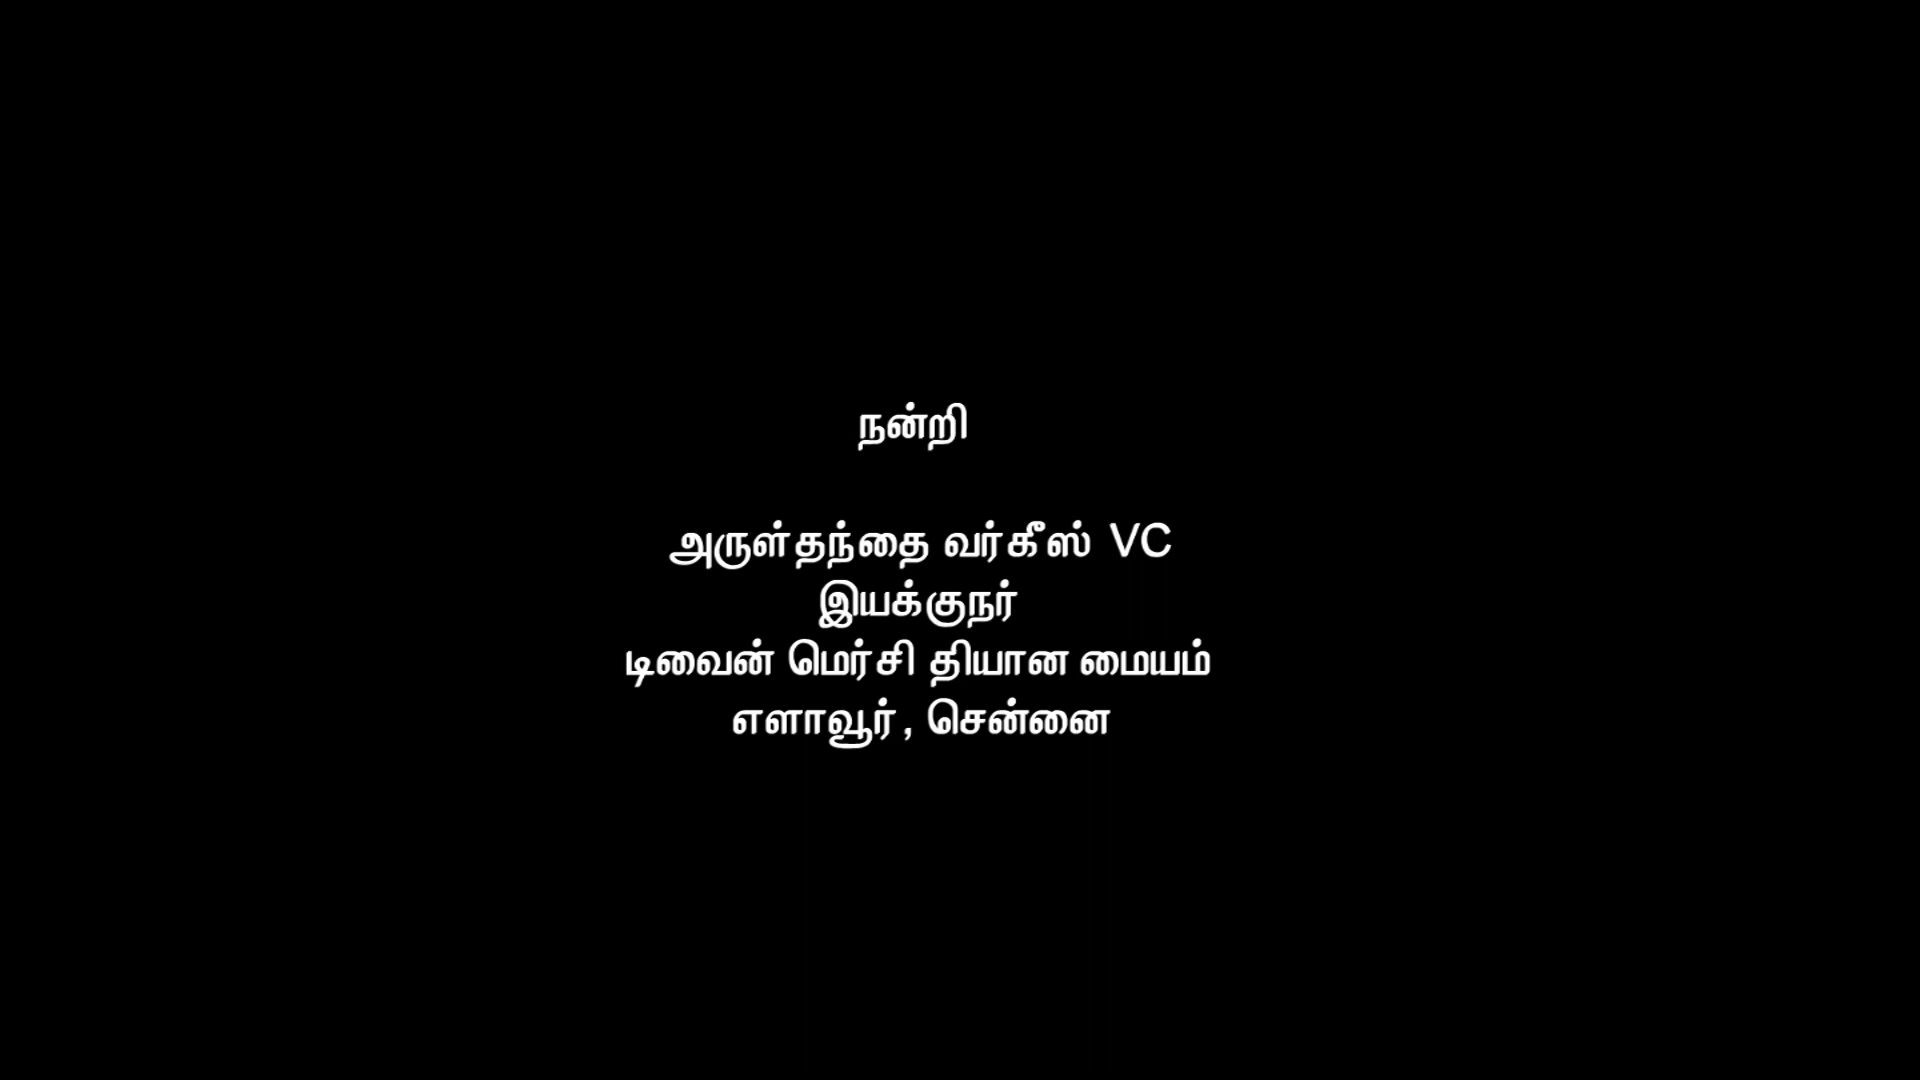 நன்றி
அருள்தந்தை வர்கீஸ் VC
இயக்குநர்
டிவைன் மெர்சி தியான மையம்
எளாவூர், சென்னை